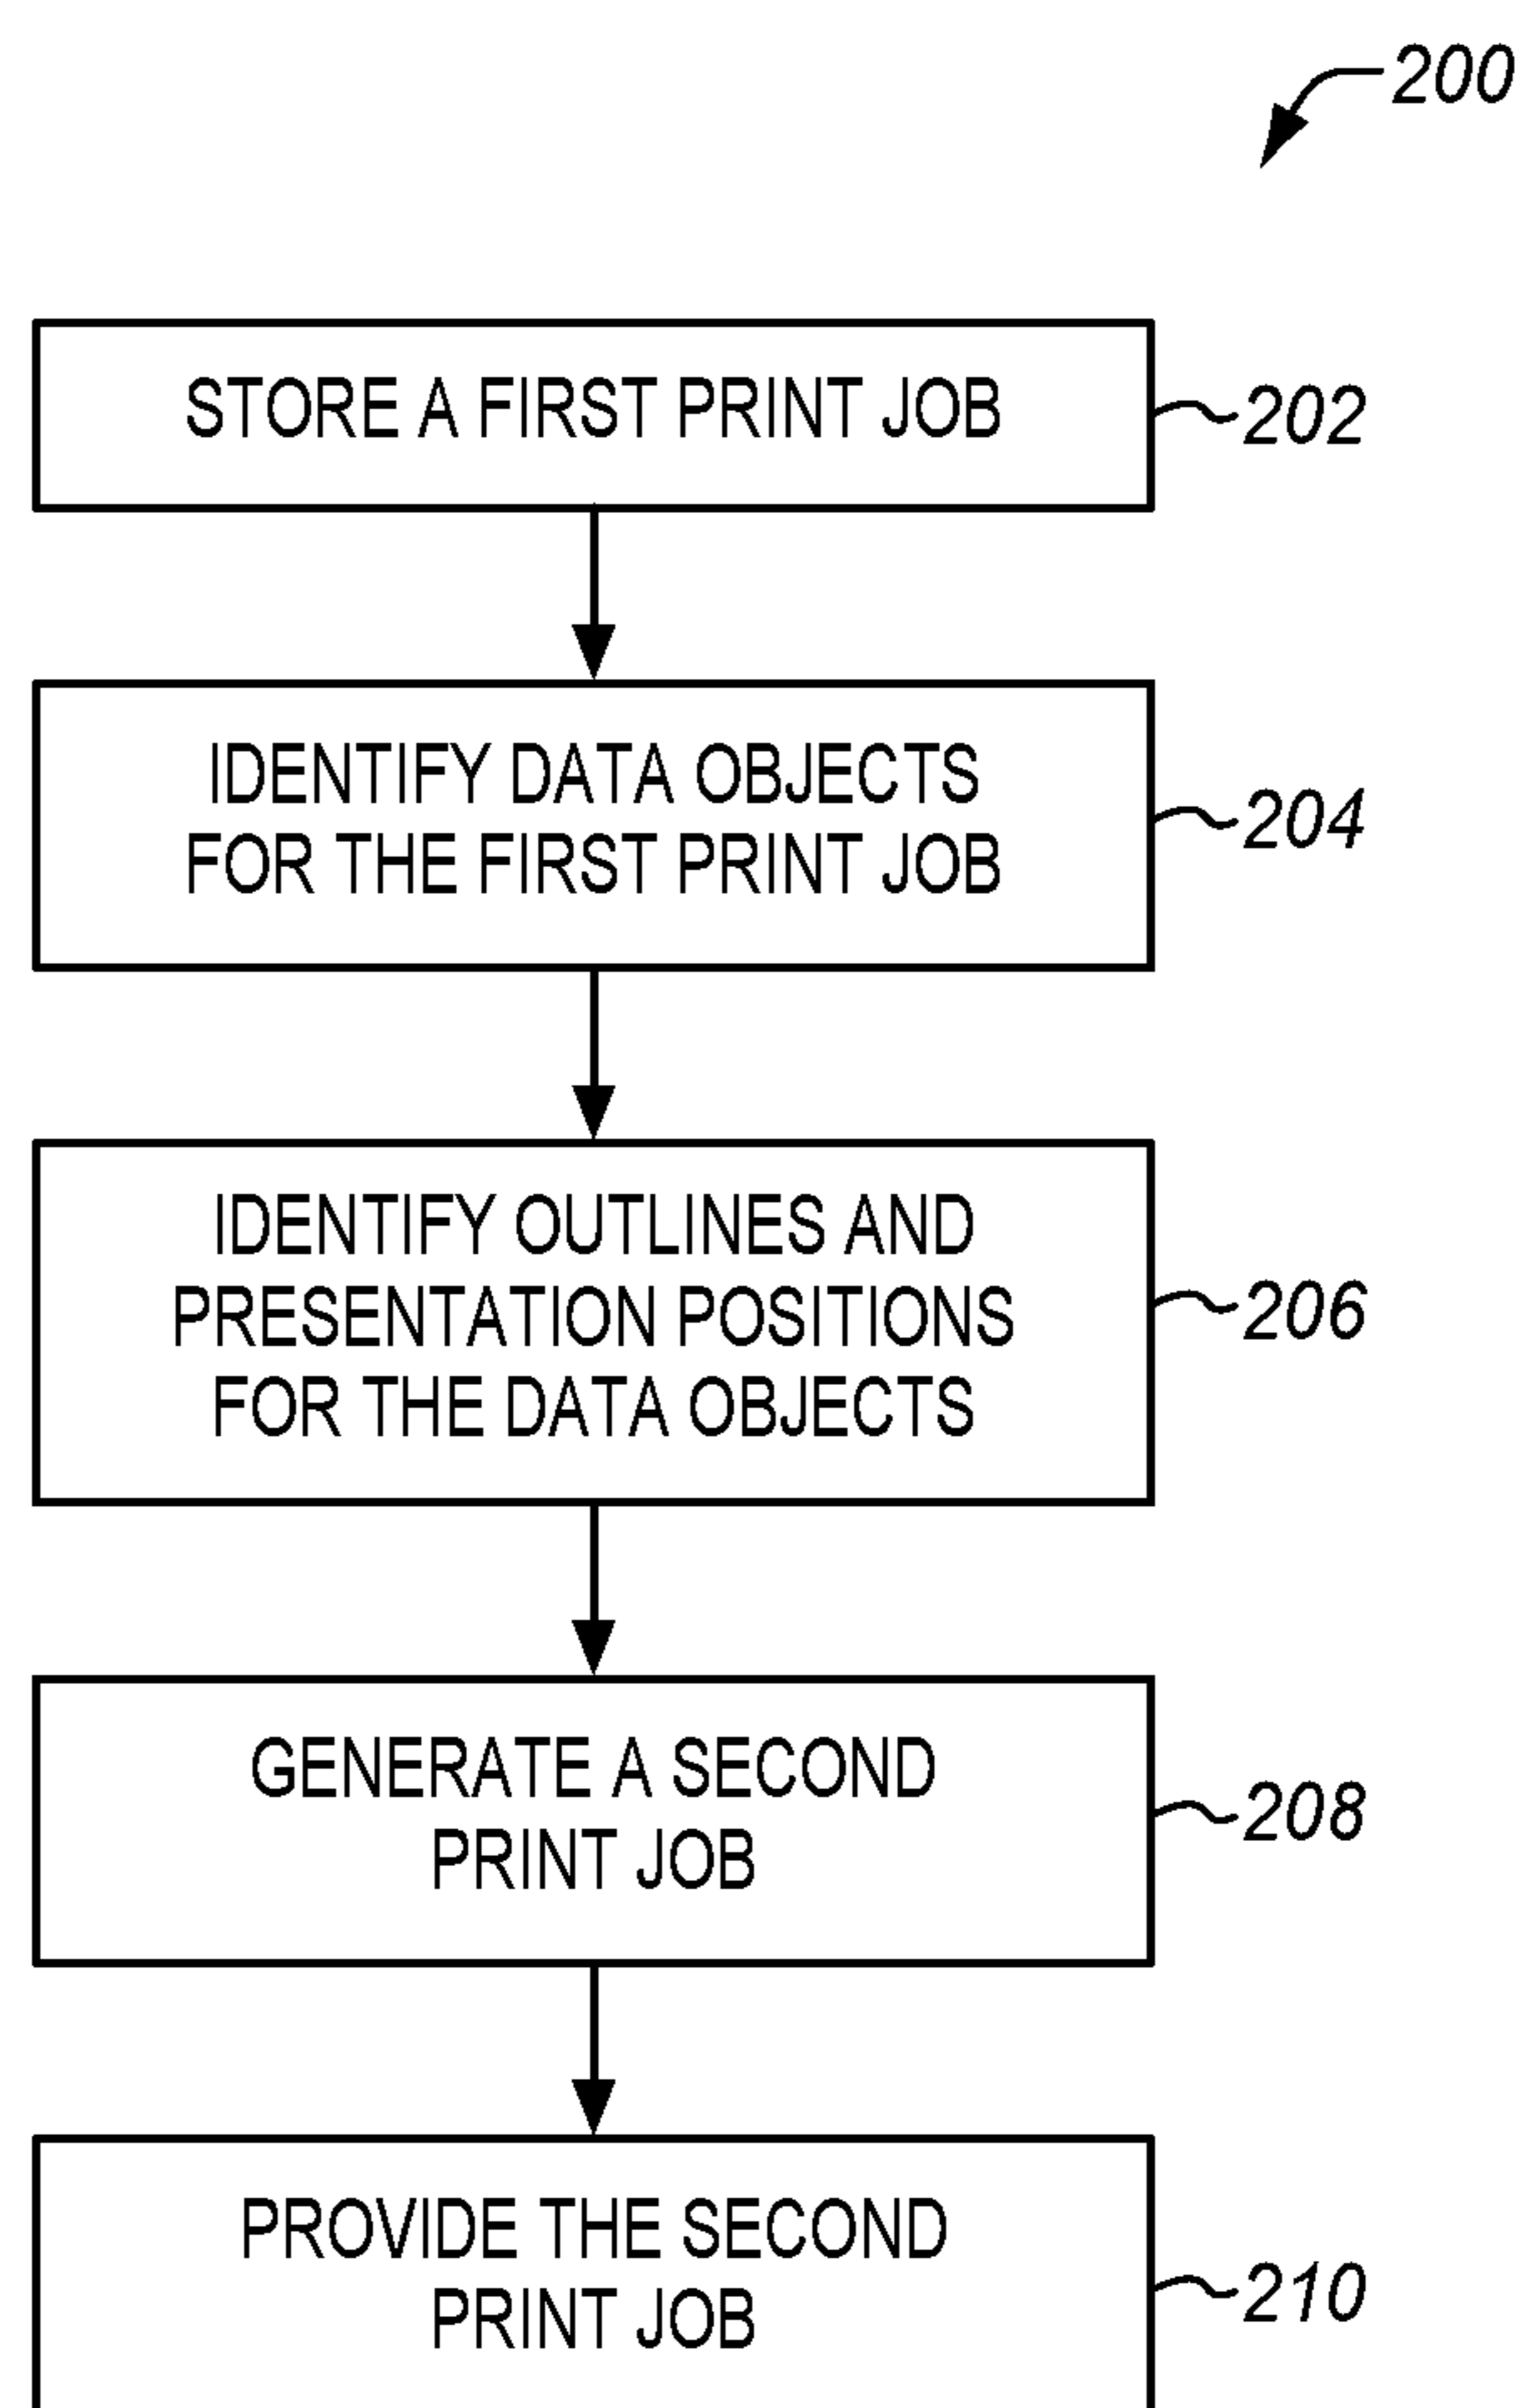 200
STORE A FIRST PRINT JOB
202
IDENTIFY DATA OBJECTS
FOR THE FIRST PRINT JOB
204
IDENTIFY OUTLINES AND
PRESENTATION POSITIONS
FOR THE DATA OBJECTS
206
GENERATE A SECOND
PRINT JOB
208
PROVIDE THE SECOND
PRINT JOB
210